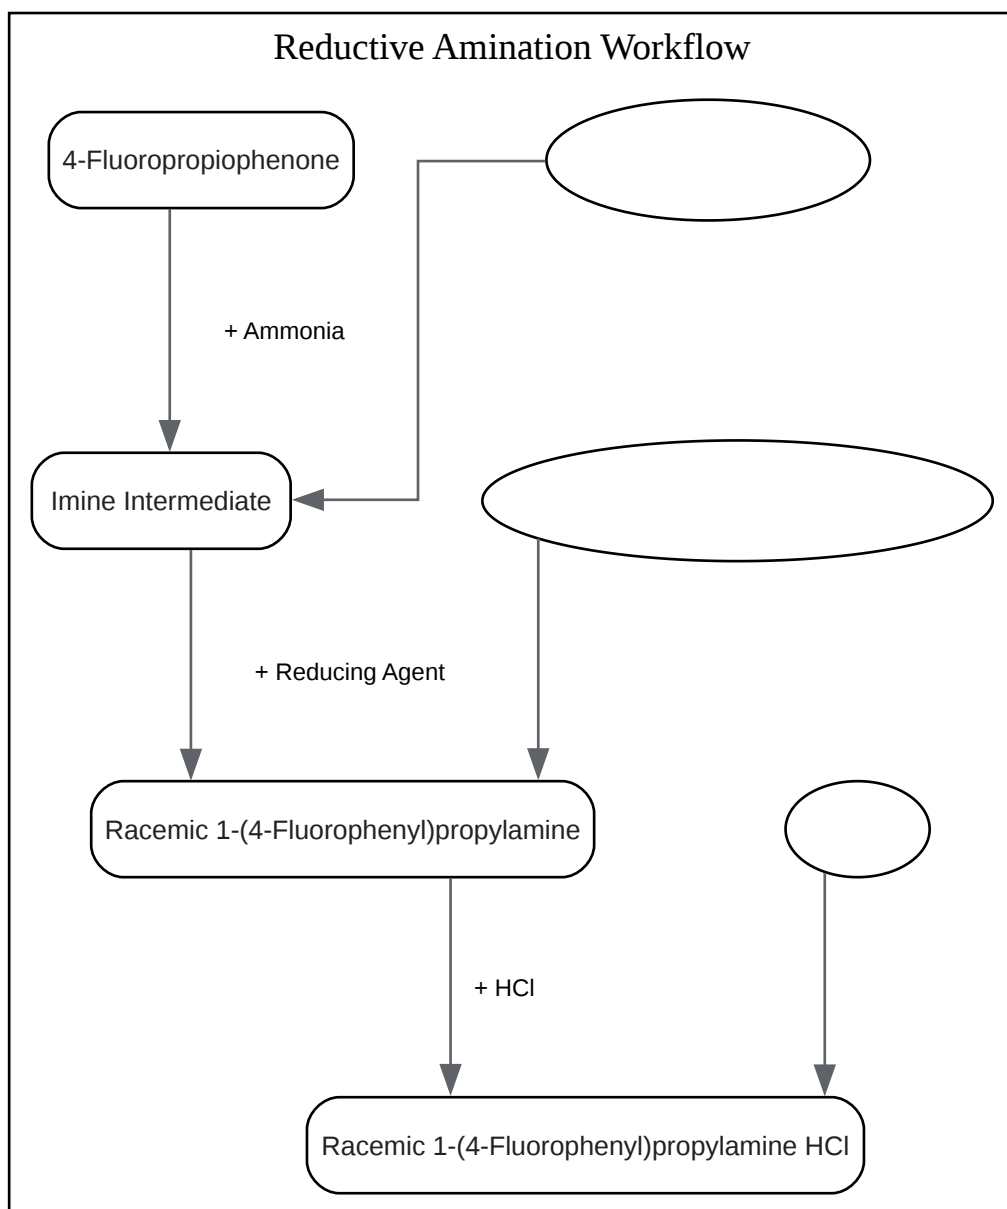 Reductive Amination Workflow
4-Fluoropropiophenone
+ Ammonia
Imine Intermediate
+ Reducing Agent
Racemic 1-(4-Fluorophenyl)propylamine
+ HCl
Racemic 1-(4-Fluorophenyl)propylamine HCl